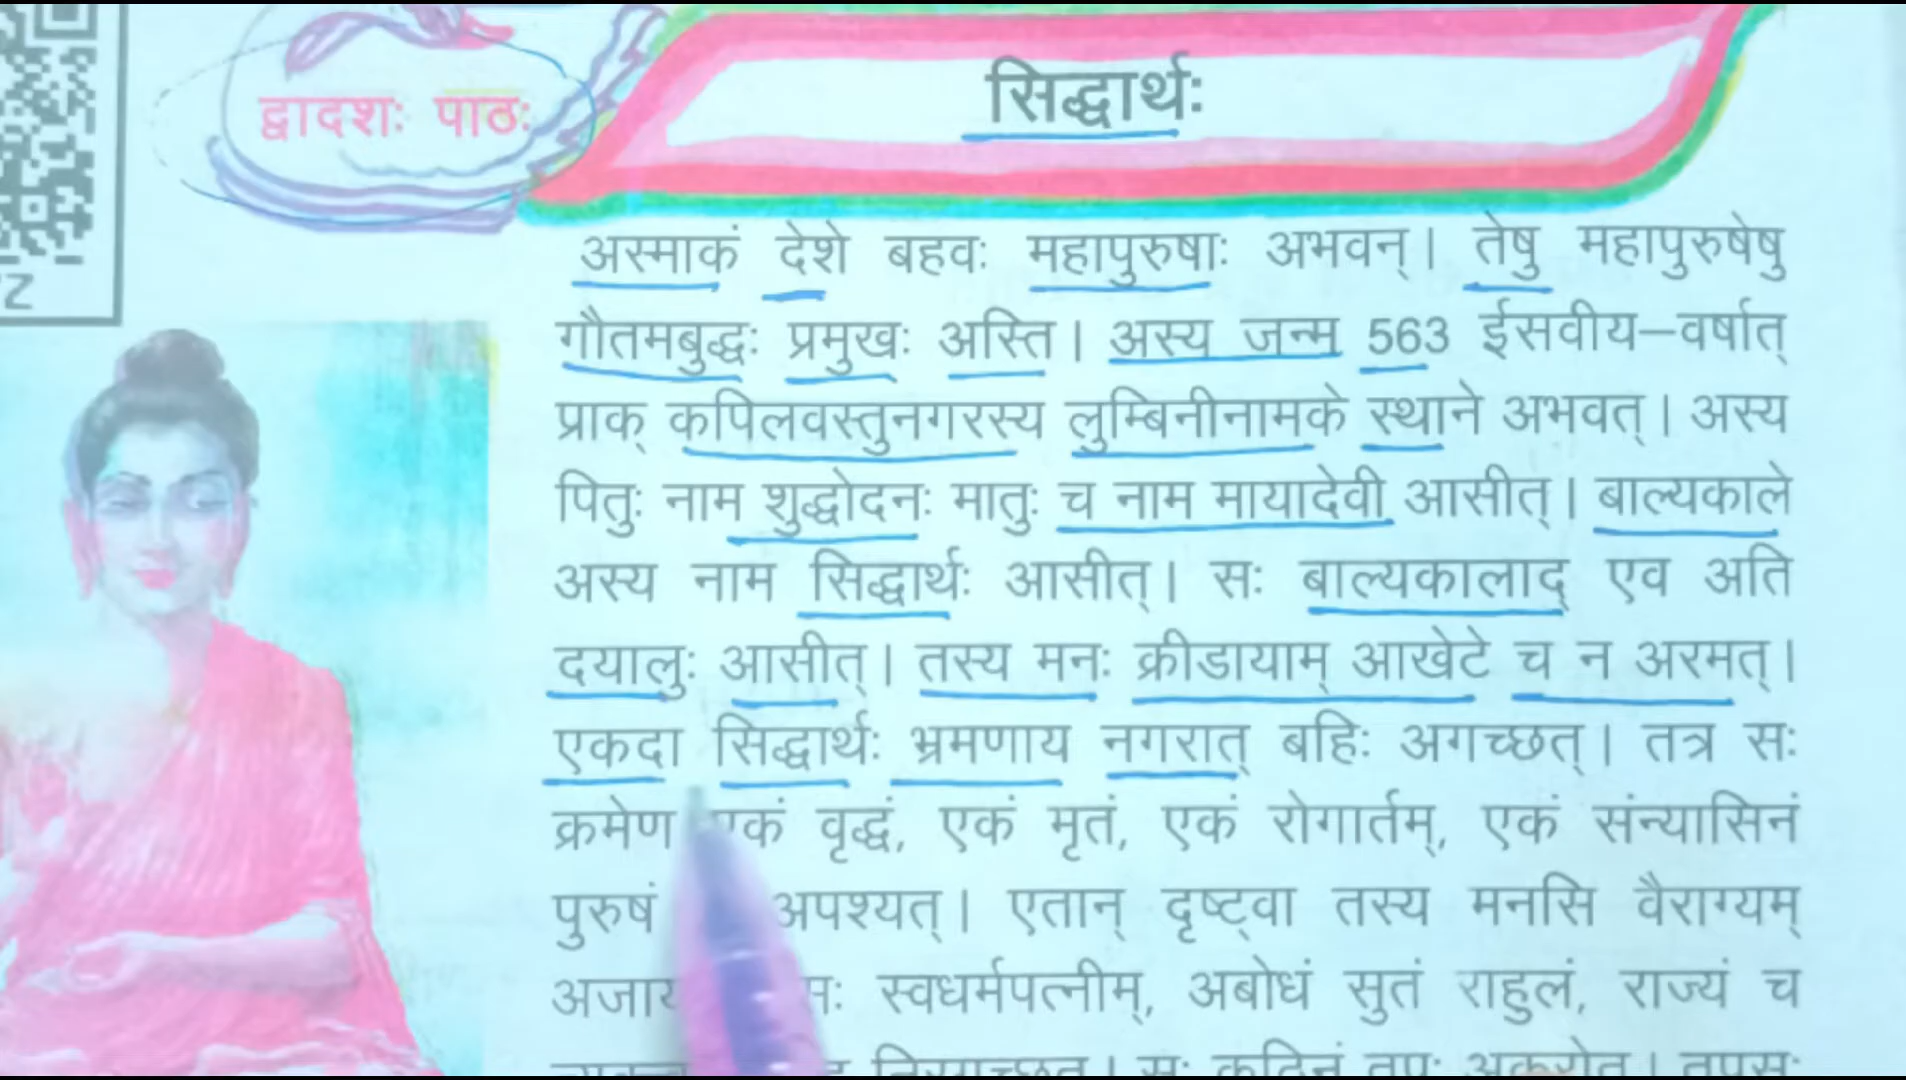 द्वादशः पाठः
सिद्धार्थः
अस्माकं देशे बहवः महापुरुषाः अभवन्। तेषु महापुरुषेषु
गौतमबुद्धः प्रमुखः अस्ति। अस्य जन्म 563 ईसवीय–वर्षात्
प्राक् कपिलवस्तुनगरस्य लुम्बिनीनामके स्थाने अभवत्। अस्य
पितुः नाम शुद्धोदनः मातुः च नाम मायादेवी आसीत्। बाल्यकाले
अस्य नाम सिद्धार्थः आसीत्। सः बाल्यकालाद् एव अति
दयालुः आसीत्। तस्य मनः क्रीडायाम् आखेटे च न अरमत्।
एकदा सिद्धार्थः भ्रमणाय नगरात् बहिः अगच्छत्। तत्र सः
क्रमेण एकं वृद्धं, एकं मृतं, एकं रोगार्तम्, एकं संन्यासिनं
पुरुषं अपश्यत्। एतान् दृष्ट्वा तस्य मनसि वैराग्यम्
सः स्वधर्मपत्नीम्, अबोधं सुतं राहुलं, राज्यं च